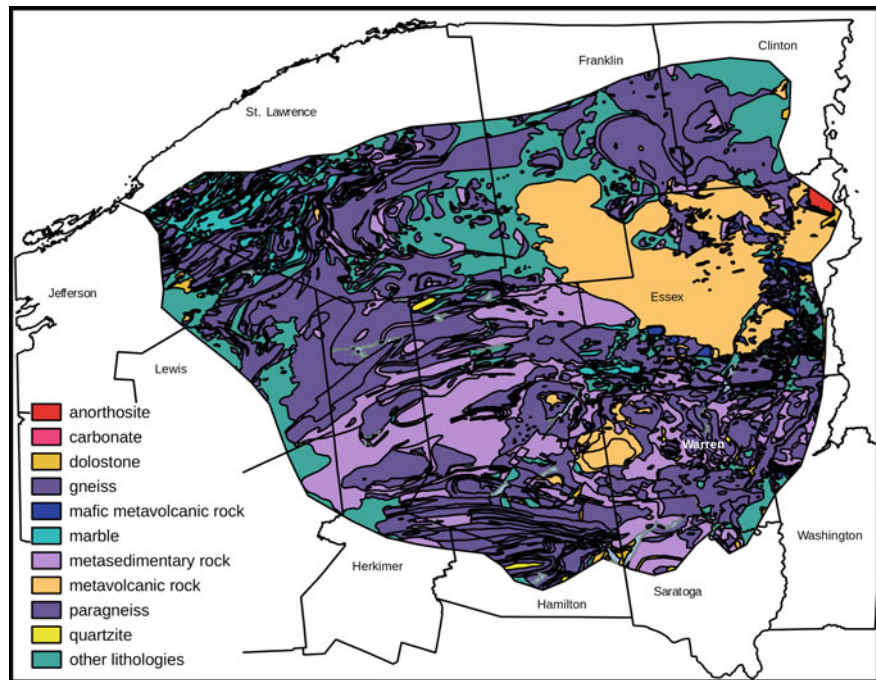 Clinton
Franklin
St. Lawrence
Jefferson
Essex
Lewis
Warren
Washington
Herkimer
Hamilton
Saratoga
anorthosite
carbonate
dolostone
gneiss
mafic metavolcanic rock
marble
metasedimentary rock
metavolcanic rock
paragneiss
quartzite
other lithologies